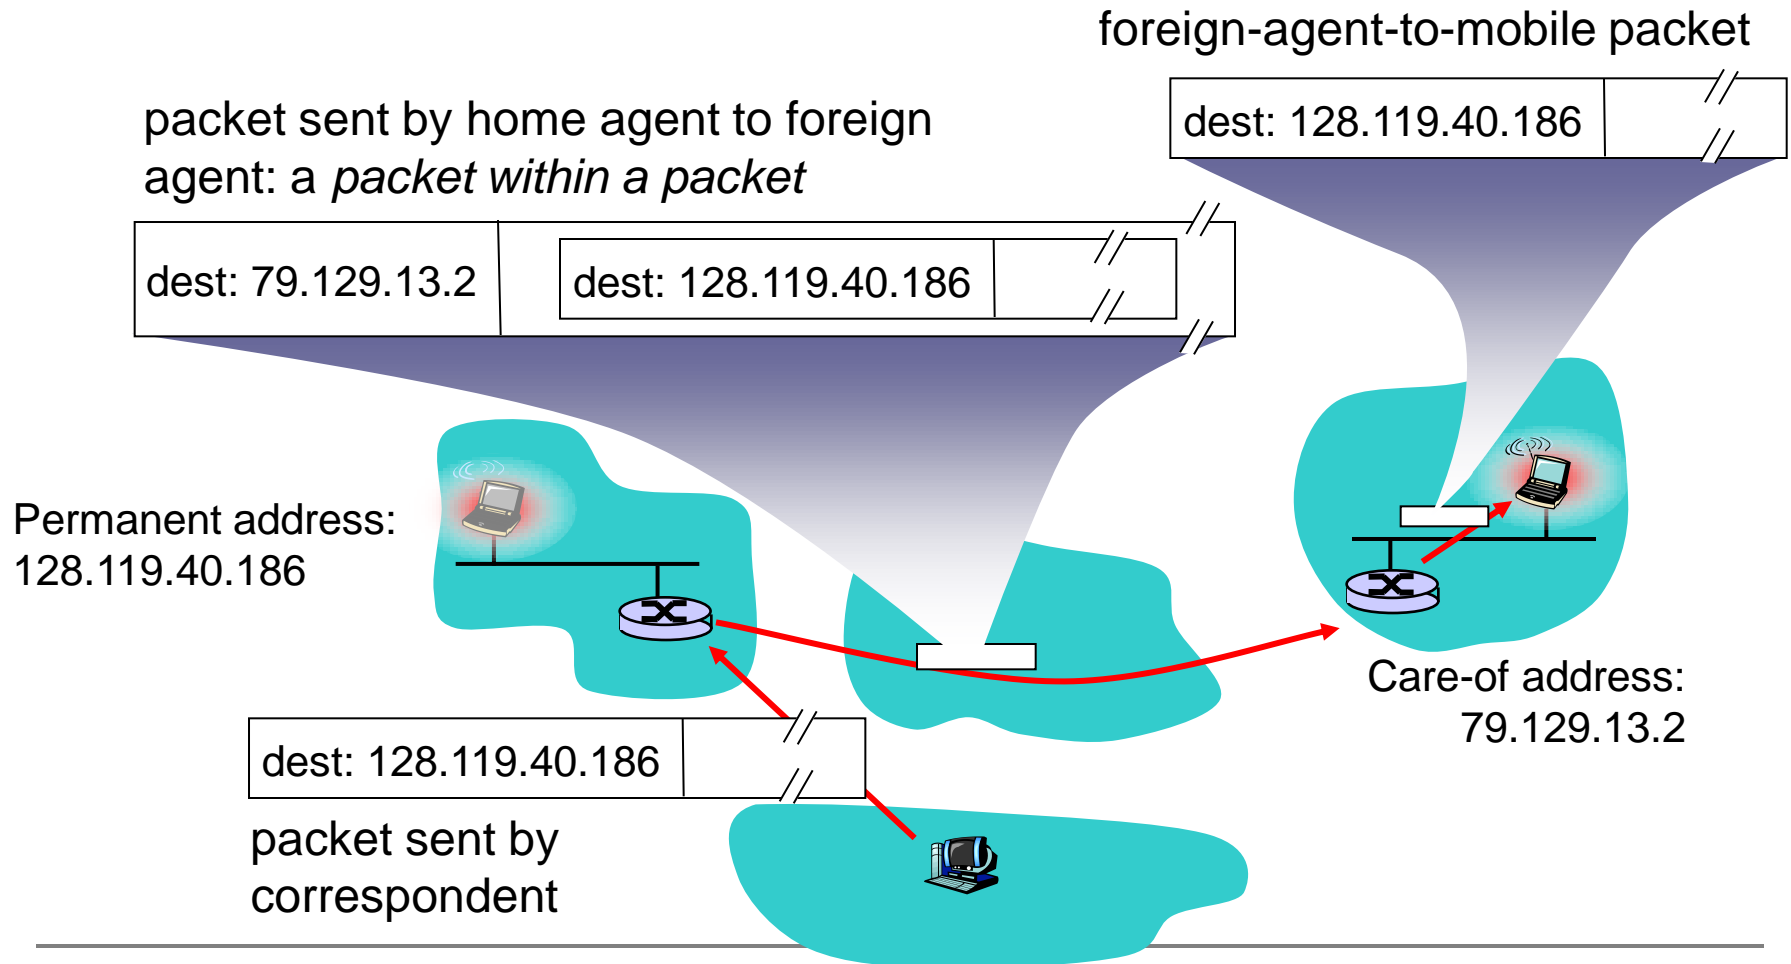 foreign-agent-to-mobile packet
dest: 128.119.40.186
packet sent by home agent to foreign
agent: a packet within a packet
dest: 79.129.13.2
dest: 128.119.40.186
Permanent address:
128.119.40.186
Care-of address:
79.129.13.2
dest: 128.119.40.186
packet sent by
correspondent